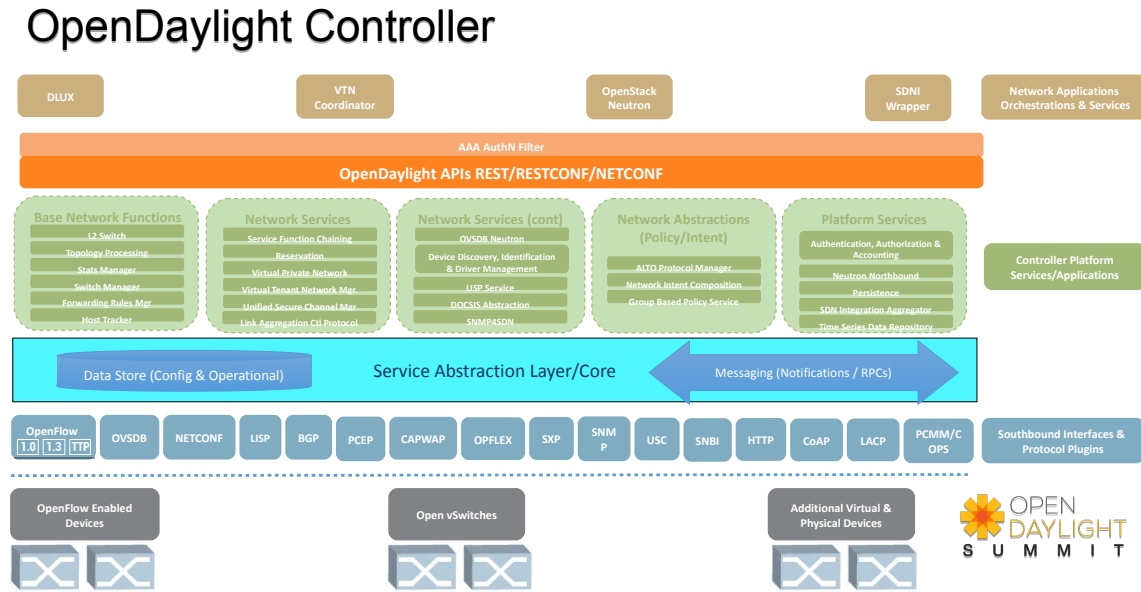 OpenDaylight Controller
DLUX
VTN
Coordinator
OpenStack
Neutron
SDNI
Wrapper
Network Applications
Orchestrations & Services
AAA AuthN Filter
OpenDaylight APIs REST/RESTCONF/NETCONF
Base Network Functions
L2 Switch
Topology Processing
Stats Manager
Switch Manager
Forwarding Rules Mgr
Host Tracker
Network Services
Service Function Chaining
Reservation
Virtual Private Network
Virtual Tenant Network Mgr.
Unified Secure Channel Mgr
Link Aggregation Ctl Protocol
Network Services (cont)
OVSDB Neutron
Device Discovery, Identification
& Driver Management
LISP Service
DOCSIS Abstraction
SNMP4SDN
Network Abstractions
(Policy/Intent)
ALTO Protocol Manager
Network Intent Composition
Group Based Policy Service
Platform Services
Authentication, Authorization &
Accounting
Neutron Northbound
Persistence
SDN Integration Aggregator
Time Series Data Repository
Controller Platform
Services/Applications
Data Store (Config & Operational)
Service Abstraction Layer/Core
Messaging (Notifications / RPCs)
OpenFlow
1.0 1.3 TTP
OVSDB
NETCONF
LISP
BGP
PCEP
CAPWAP
OPFLEX
SXP
SNM
P
USC
SNBI
HTTP
CoAP
LACP
PCMM/C
OPS
Southbound Interfaces &
Protocol Plugins
OpenFlow Enabled
Devices
Open vSwitches
Additional Virtual &
Physical Devices
OPEN
DAYLIGHT
SUMMIT